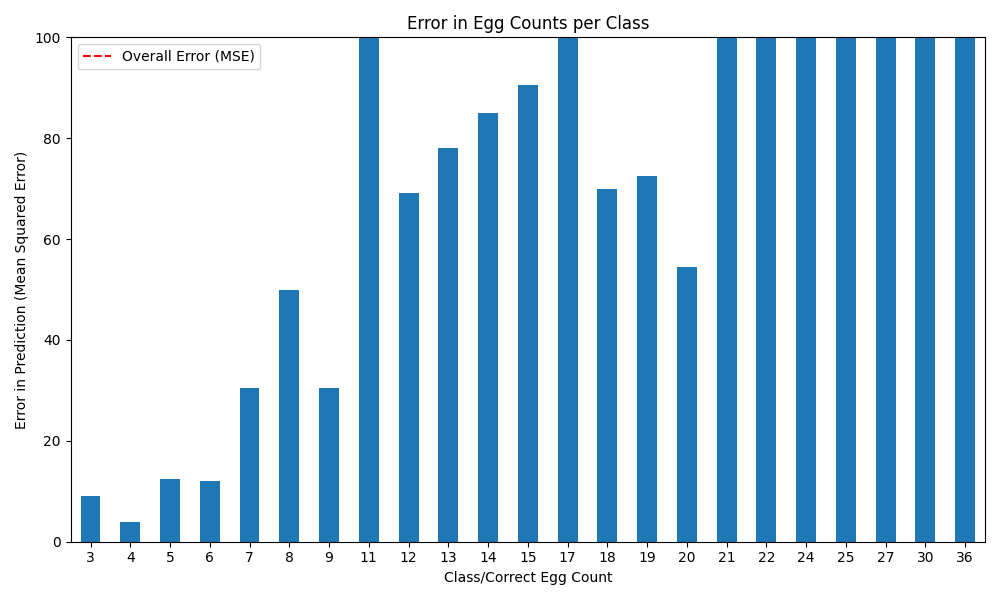 Error in Egg Counts per Class
Overall Error (MSE)
Error in Prediction (Mean Squared Error)
100
80
60
40
20
0
3 4 5 6 7 8 9 11 12 13 14 15 17 18 19 20 21 22 24 25 27 30 36
Class/Correct Egg Count